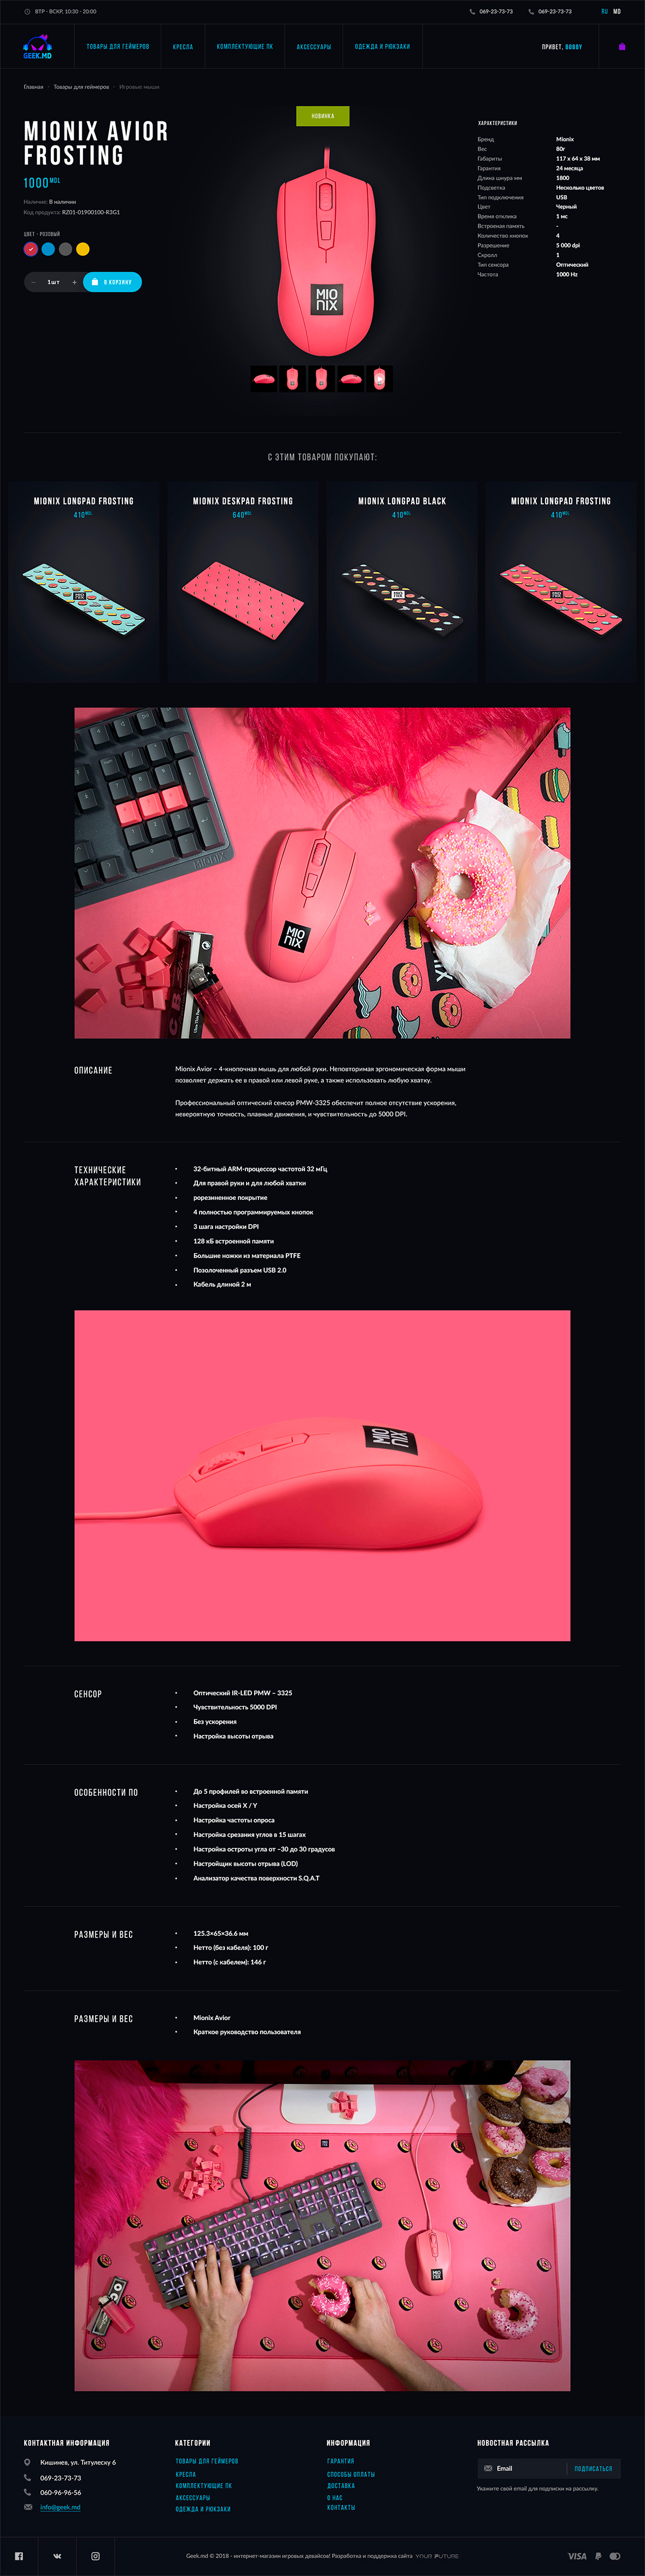 ВТР - ВСКР, 10:30 - 20:00
069-23-73-73
069-23-73-73
RU MD
GEEK.MD
ТОВАРЫ ДЛЯ ГЕЙМЕРОВ
КРЕСЛА
КОМПЛЕКТУЮЩИЕ ПК
АКСЕССУАРЫ
ОДЕЖДА И РЮКЗАКИ
ПРИВЕТ, BOBBY
Главная · Товары для геймеров · Игровые мыши
НОВИНКА
MIONIX AVIOR
FROSTING
1000 MDL
Наличие: В наличии
Код продукта: RZ01-01900100-R3G1
ЦВЕТ - РОЗОВЫЙ
− 1шт +
В КОРЗИНУ
MIO
NIX
ХАРАКТЕРИСТИКИ
Бренд Mionix
Вес 80г
Габариты 117 x 64 x 38 мм
Гарантия 24 месяца
Длина шнура мм 1800
Подсветка Несколько цветов
Тип подключения USB
Цвет Черный
Время отклика 1 мс
Встроенная память -
Количество кнопок 4
Разрешение 5 000 dpi
Скролл 1
Тип сенсора Оптический
Частота 1000 Hz
С ЭТИМ ТОВАРОМ ПОКУПАЮТ:
MIONIX LONGPAD FROSTING
410 MDL
MIONIX DESKPAD FROSTING
640 MDL
MIONIX LONGPAD BLACK
410 MDL
MIONIX LONGPAD FROSTING
410 MDL
MIONIX
MIO
NIX
ОПИСАНИЕ
Mionix Avior – 4-кнопочная мышь для любой руки. Неповторимая эргономическая форма мыши
позволяет держать ее в правой или левой руке, а также использовать любую хватку.
Профессиональный оптический сенсор PMW-3325 обеспечит полное отсутствие ускорения,
невероятную точность, плавные движения, и чувствительность до 5000 DPI.
ТЕХНИЧЕСКИЕ
ХАРАКТЕРИСТИКИ
• 32-битный ARM-процессор частотой 32 мГц
• Для правой руки и для любой хватки
• рорезиненное покрытие
• 4 полностью программируемых кнопок
• 3 шага настройки DPI
• 128 кБ встроенной памяти
• Большие ножки из материала PTFE
• Позолоченный разъем USB 2.0
• Кабель длиной 2 м
MIO
NIX
СЕНСОР
• Оптический IR-LED PMW – 3325
• Чувствительность 5000 DPI
• Без ускорения
• Настройка высоты отрыва
ОСОБЕННОСТИ ПО
• До 5 профилей во встроенной памяти
• Настройка осей X / Y
• Настройка частоты опроса
• Настройка срезания углов в 15 шагах
• Настройка остроты угла от −30 до 30 градусов
• Настройщик высоты отрыва (LOD)
• Анализатор качества поверхности S.Q.A.T
РАЗМЕРЫ И ВЕС
• 125.3×65×36.6 мм
• Нетто (без кабеля): 100 г
• Нетто (с кабелем): 146 г
РАЗМЕРЫ И ВЕС
• Mionix Avior
• Краткое руководство пользователя
MIO
NIX
КОНТАКТНАЯ ИНФОРМАЦИЯ
Кишинев, ул. Титулеску 6
069-23-73-73
060-96-96-56
info@geek.md
КАТЕГОРИИ
ТОВАРЫ ДЛЯ ГЕЙМЕРОВ
КРЕСЛА
КОМПЛЕКТУЮЩИЕ ПК
АКСЕССУАРЫ
ОДЕЖДА И РЮКЗАКИ
ИНФОРМАЦИЯ
ГАРАНТИЯ
СПОСОБЫ ОПЛАТЫ
ДОСТАВКА
О НАС
КОНТАКТЫ
НОВОСТНАЯ РАССЫЛКА
Email
ПОДПИСАТЬСЯ
Укажите свой email для подписки на рассылку.
Geek.md © 2018 - интернет-магазин игровых девайсов! Разработка и поддержка сайта YOUR FUTURE
VISA